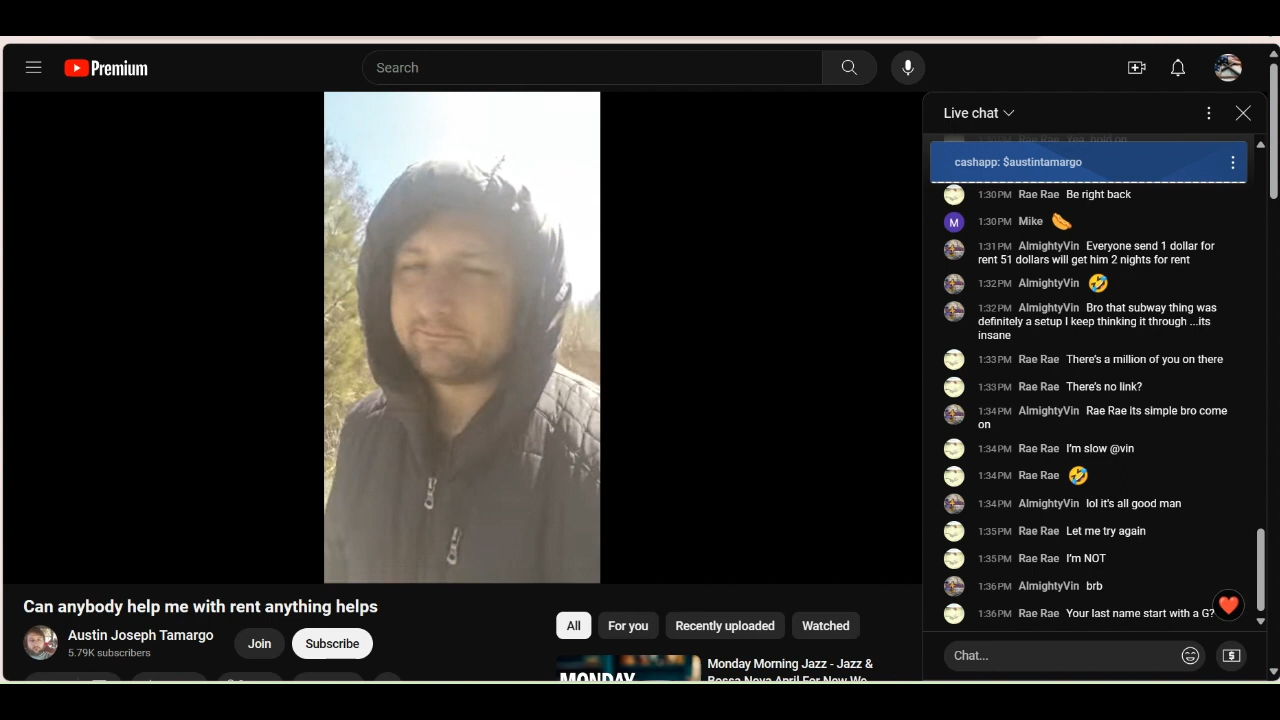 Premium
Search
Live chat
1:30 PM Rae Rae Yea, hold on
cashapp: $austintamargo
1:30 PM Rae Rae Be right back
M 1:30 PM Mike
1:31 PM AlmightyVin Everyone send 1 dollar for
rent 51 dollars will get him 2 nights for rent
1:32 PM AlmightyVin 🤣
1:32 PM AlmightyVin Bro that subway thing was
definitely a setup I keep thinking it through ...its
insane
1:33 PM Rae Rae There's a million of you on there
1:33 PM Rae Rae There's no link?
1:34 PM AlmightyVin Rae Rae its simple bro come
on
1:34 PM Rae Rae I'm slow @vin
1:34 PM Rae Rae 🤣
1:34 PM AlmightyVin lol it's all good man
1:35 PM Rae Rae Let me try again
1:35 PM Rae Rae I'm NOT
1:36 PM AlmightyVin brb
1:36 PM Rae Rae Your last name start with a G?
Chat...
Can anybody help me with rent anything helps
Austin Joseph Tamargo
5.79K subscribers
Join
Subscribe
All For you Recently uploaded Watched
MONDAY
Monday Morning Jazz - Jazz &
Bossa Nova April For New We